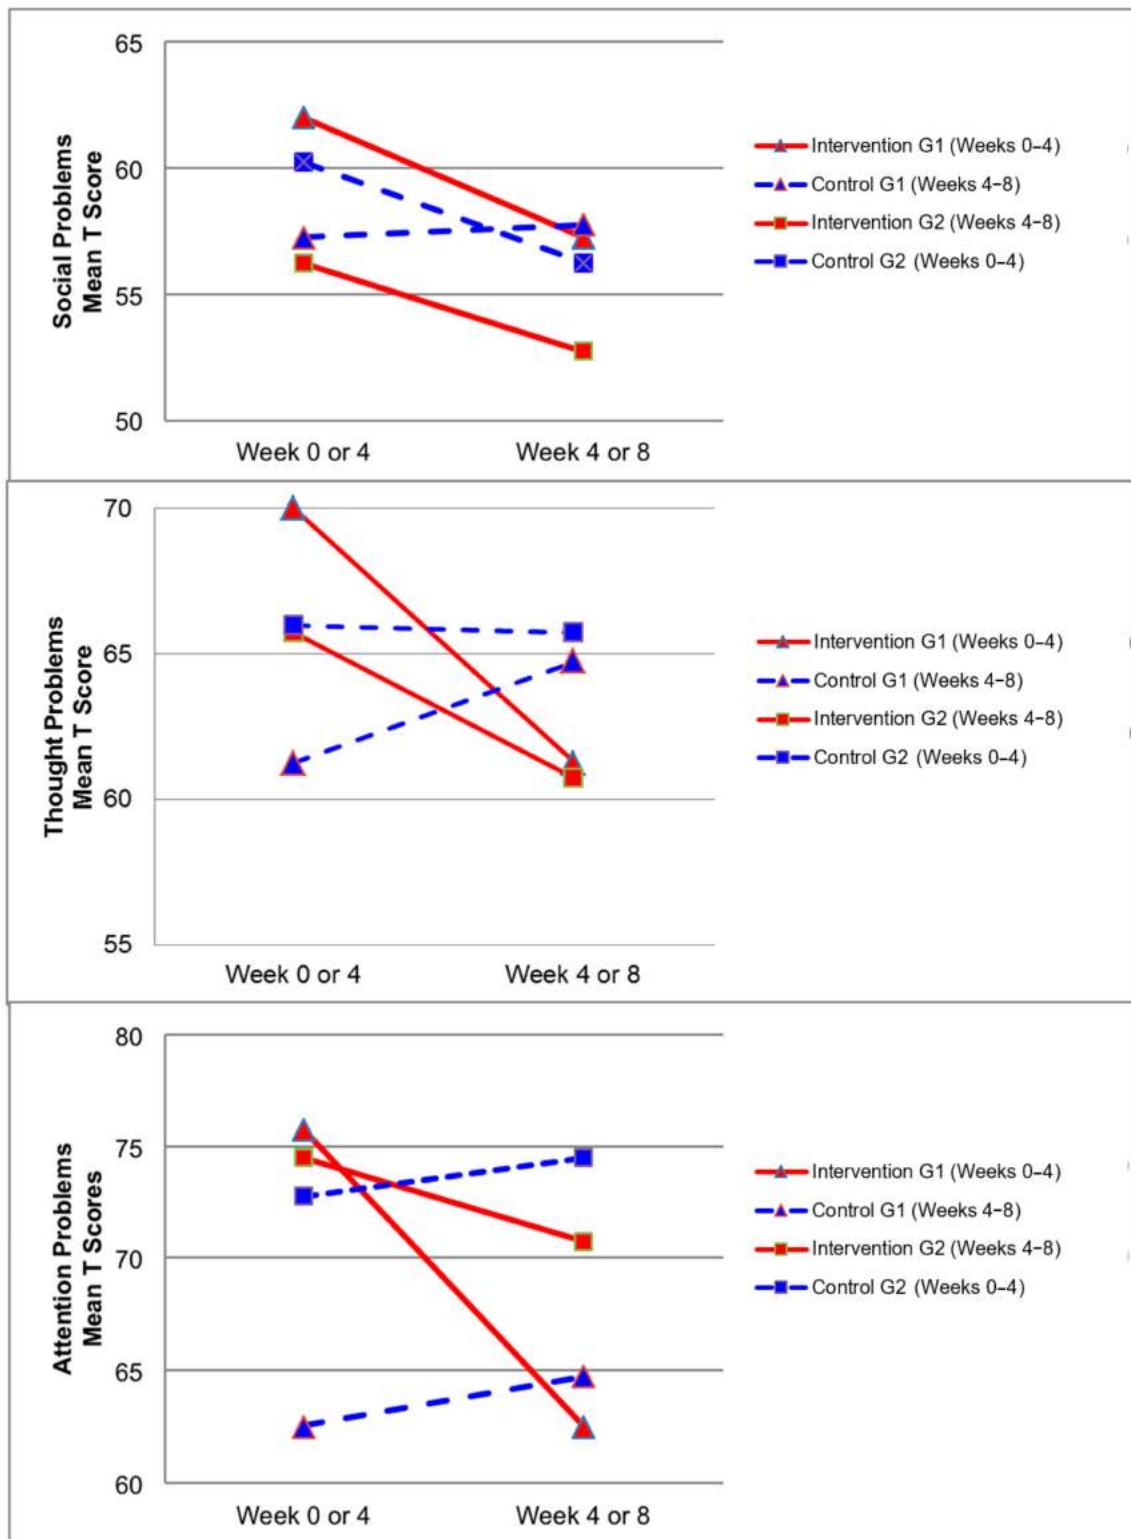 65
60
55
50
Social Problems
Mean T Score
Week 0 or 4
Week 4 or 8
Intervention G1 (Weeks 0–4)
Control G1 (Weeks 4–8)
Intervention G2 (Weeks 4–8)
Control G2 (Weeks 0–4)
70
65
60
55
Thought Problems
Mean T Score
Week 0 or 4
Week 4 or 8
Intervention G1 (Weeks 0–4)
Control G1 (Weeks 4–8)
Intervention G2 (Weeks 4–8)
Control G2 (Weeks 0–4)
80
75
70
65
60
Attention Problems
Mean T Scores
Week 0 or 4
Week 4 or 8
Intervention G1 (Weeks 0–4)
Control G1 (Weeks 4–8)
Intervention G2 (Weeks 4–8)
Control G2 (Weeks 0–4)